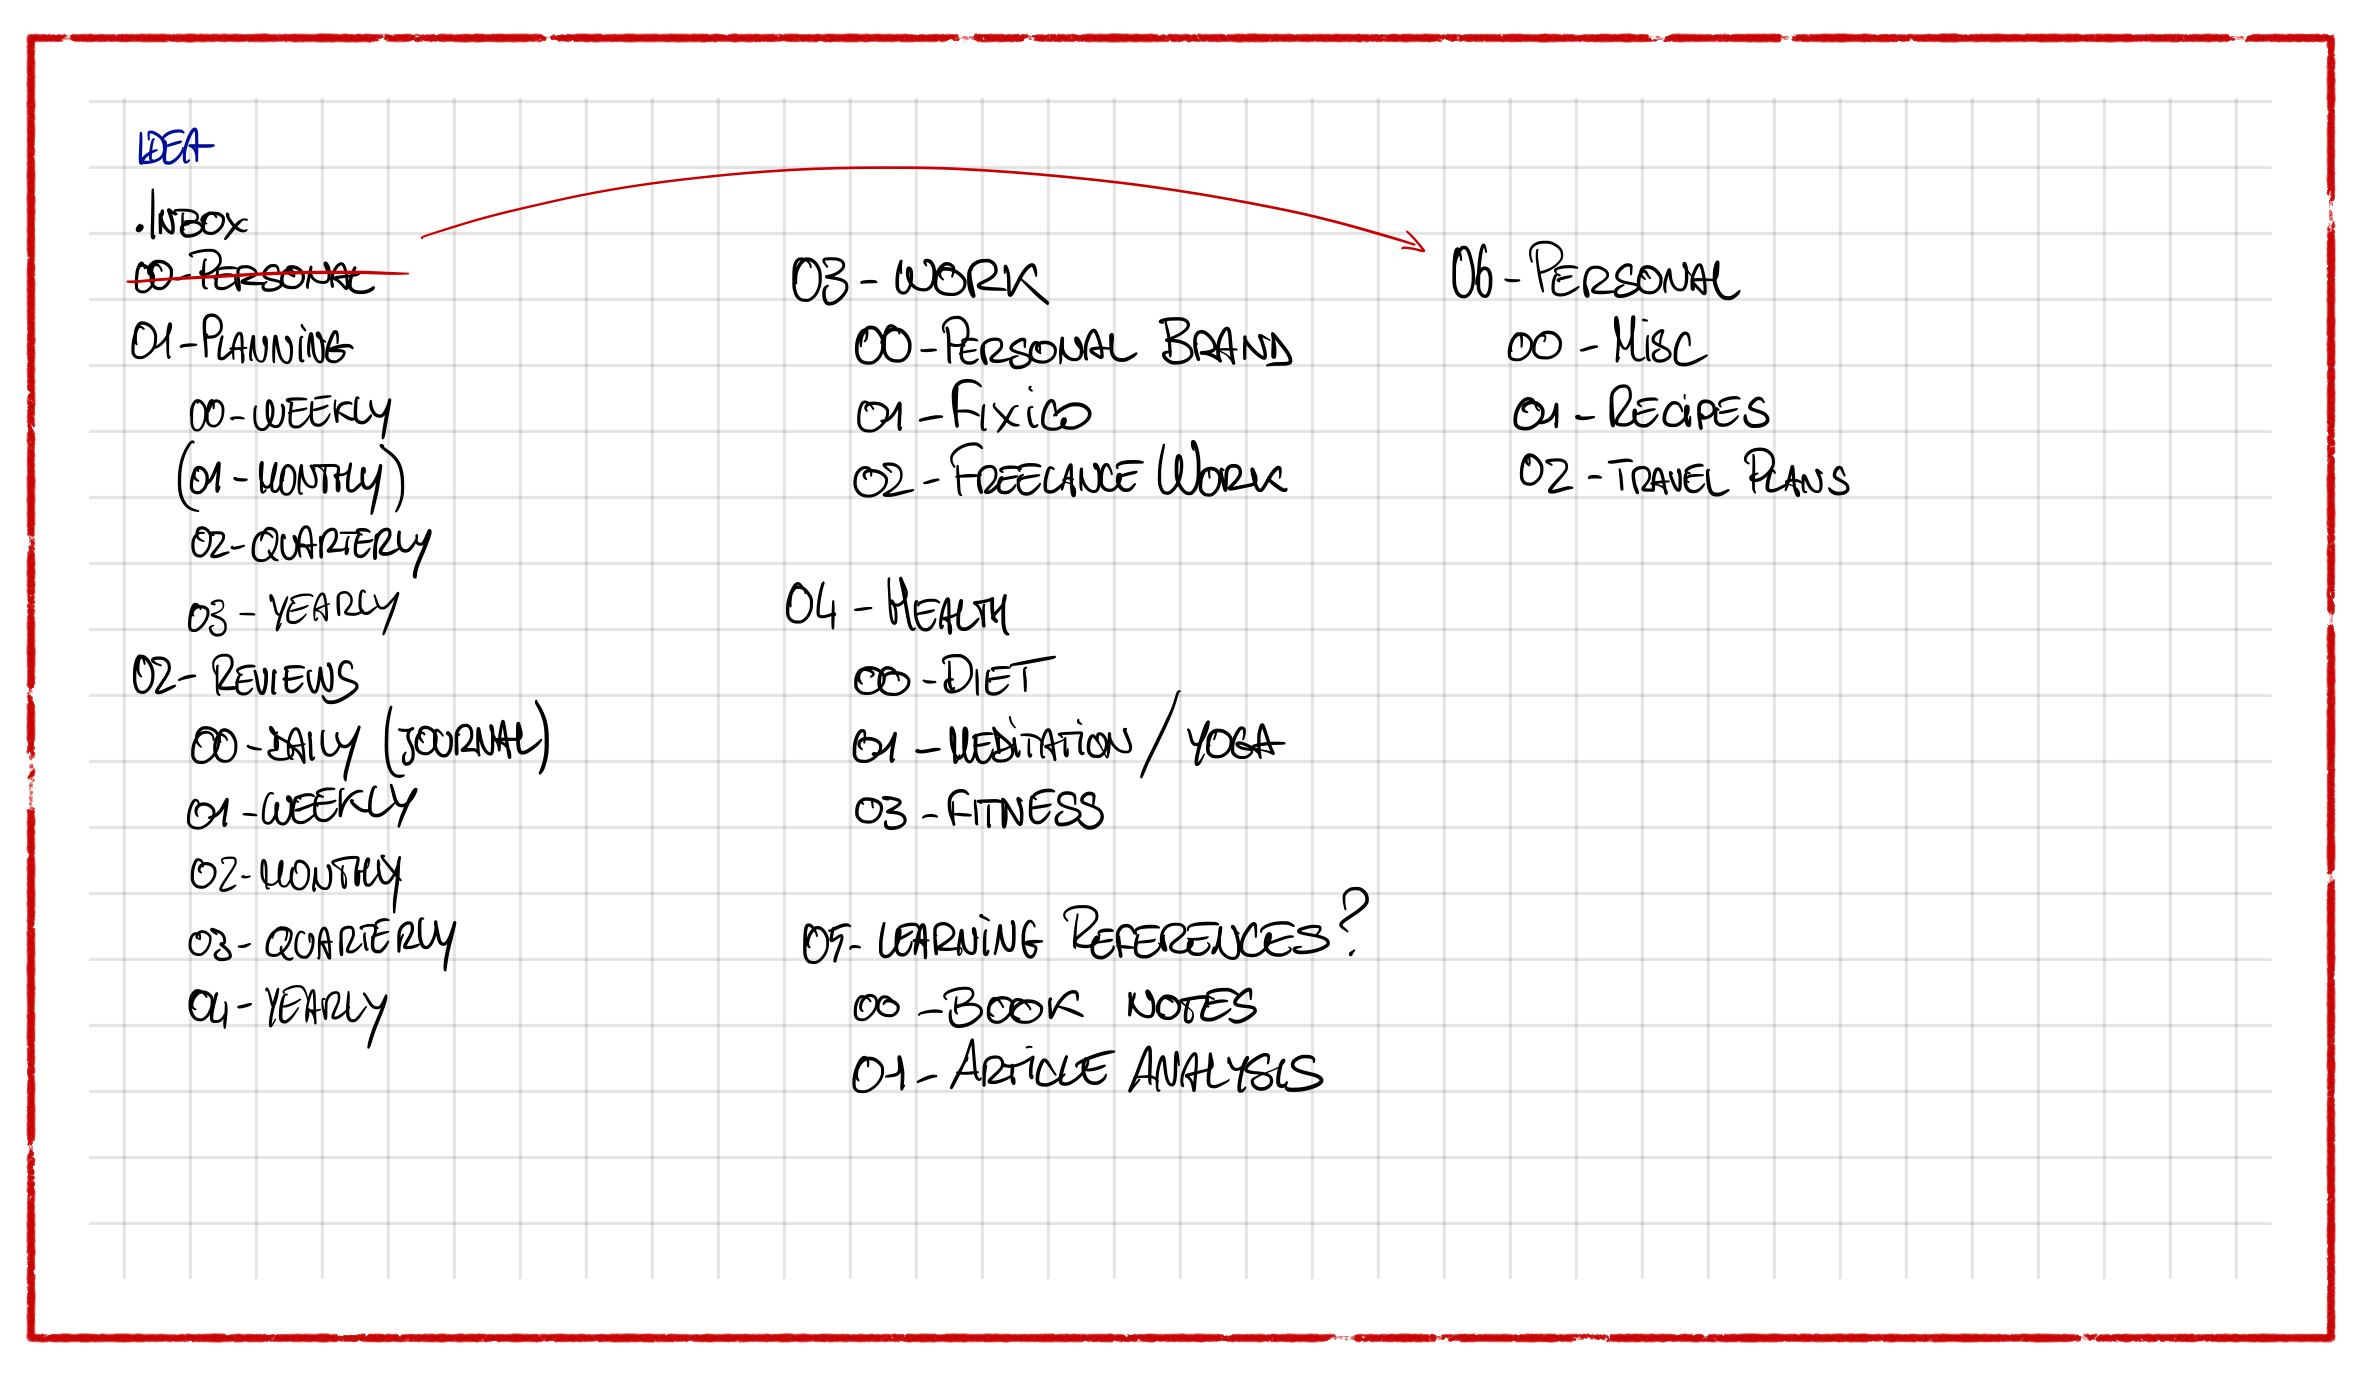 IDEA
.INBOX
00-PERSONAL
01-PLANNiNG
00-WEEKLY
(01-MONTHLY)
02-QUARTERLY
03-YEARLY
02-REVIEWS
00-DAILY (JOURNAL)
01-WEEKLY
02-MONTHLY
03-QUARTERLY
04-YEARLY
03-WORK
00-PERSONAL BRAND
01-FIXiCO
02-FREELANCE WORK
04-HEALTH
00-DIET
01-MEDiTATiON/YOGA
03-FITNESS
05-LEARNiNG REFERENCES?
00-BOOK NOTES
01-ARTiCLE ANALYSIS
06-PERSONAL
00-MiSC
01-RECiPES
02-TRAVEL PLANS